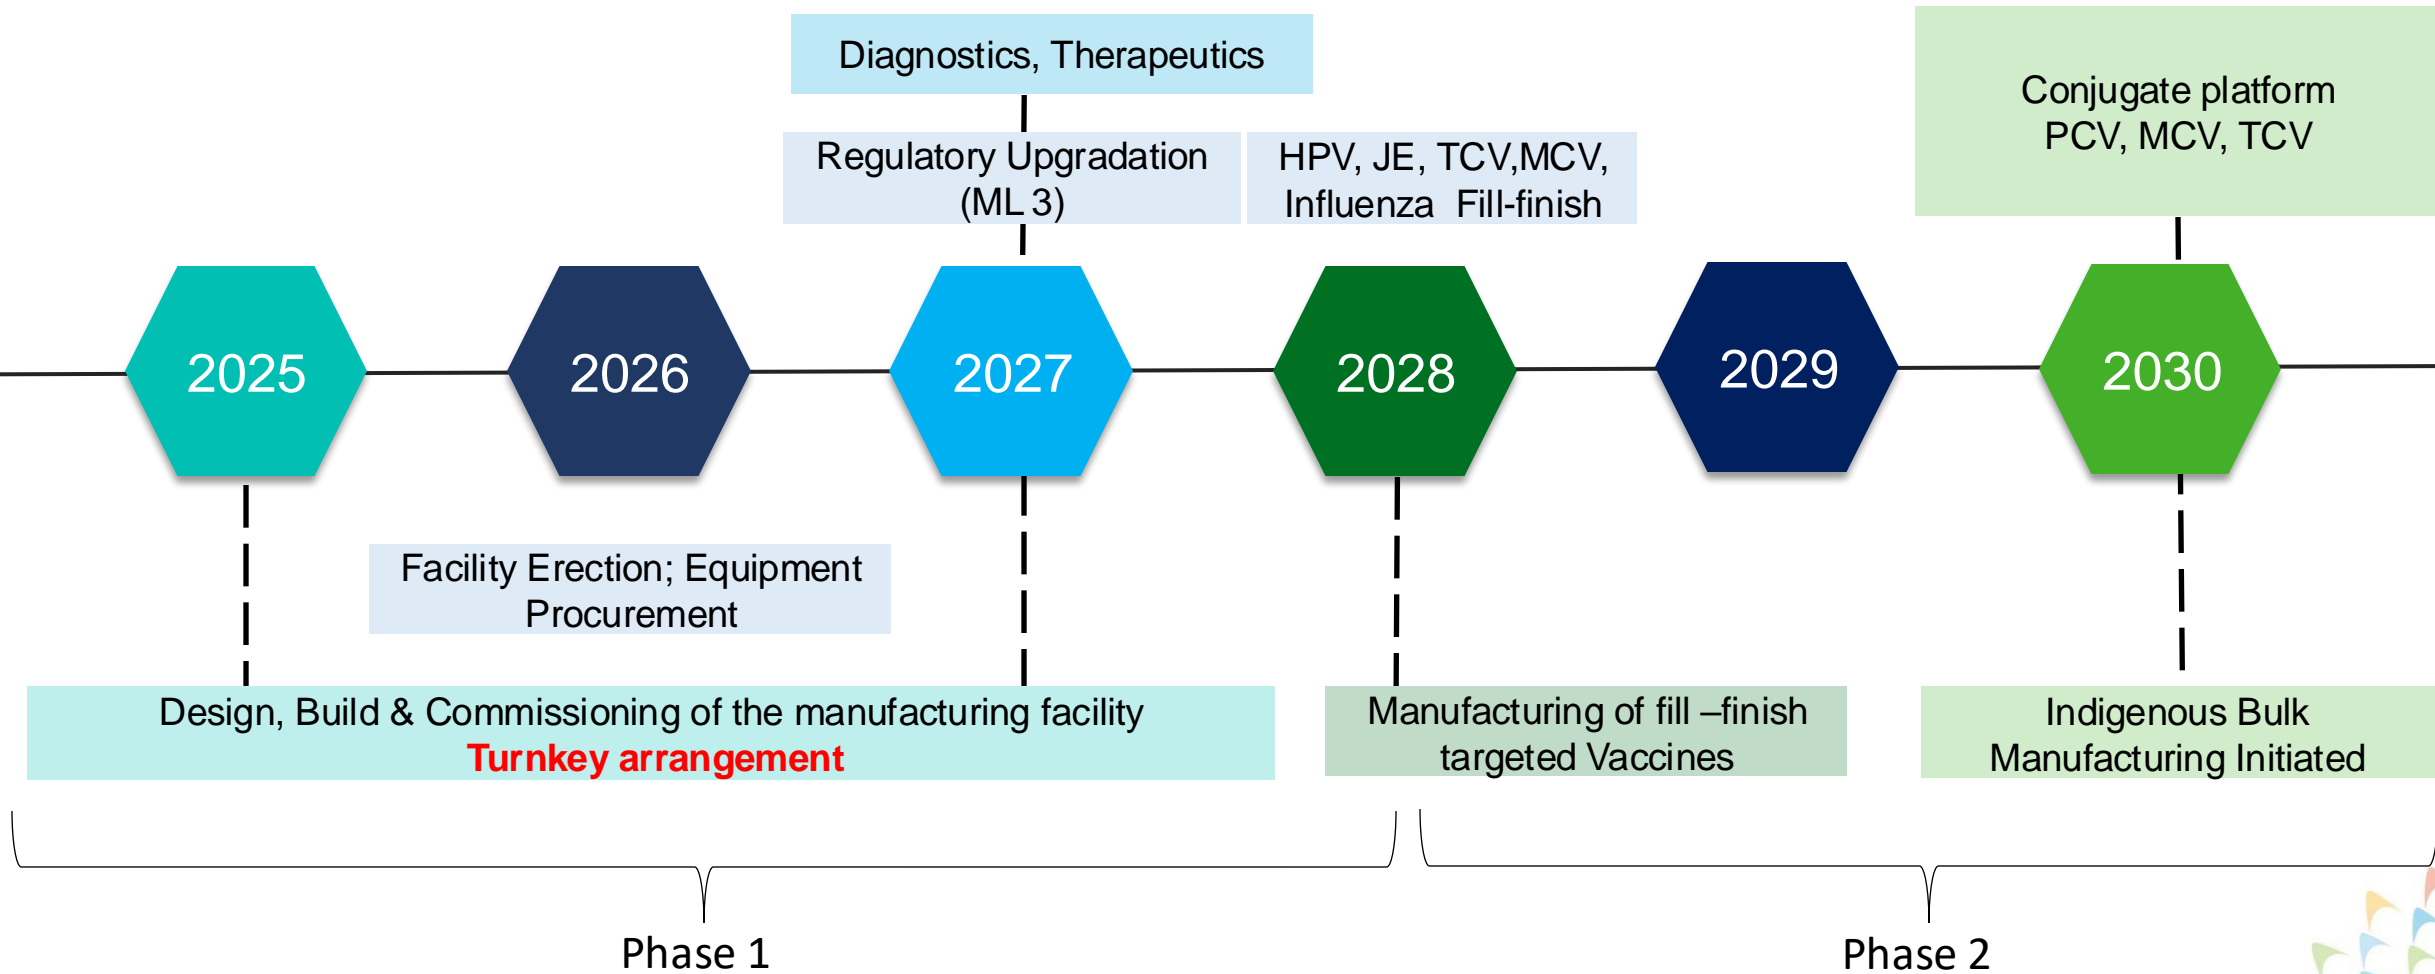 Diagnostics, Therapeutics
Regulatory Upgradation
(ML 3)
HPV, JE, TCV,MCV,
Influenza Fill-finish
Conjugate platform
PCV, MCV, TCV
2025
2026
2027
2028
2029
2030
Facility Erection; Equipment
Procurement
Design, Build & Commissioning of the manufacturing facility
Turnkey arrangement
Manufacturing of fill –finish
targeted Vaccines
Indigenous Bulk
Manufacturing Initiated
Phase 1
Phase 2